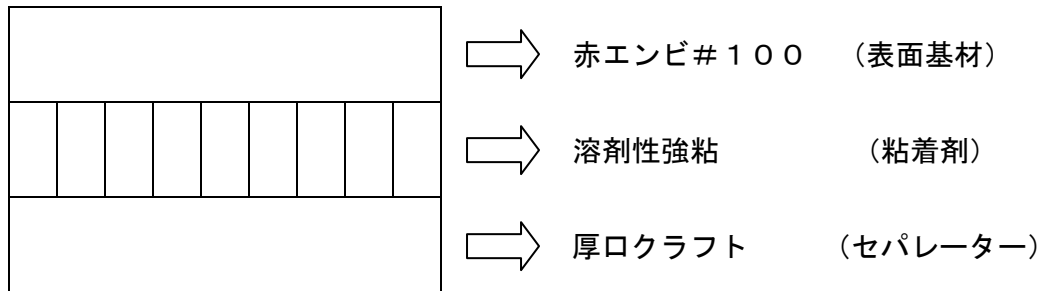 赤エンビ#１００　（表面基材）
溶剤性強粘　（粘着剤）
厚口クラフト　（セパレーター）